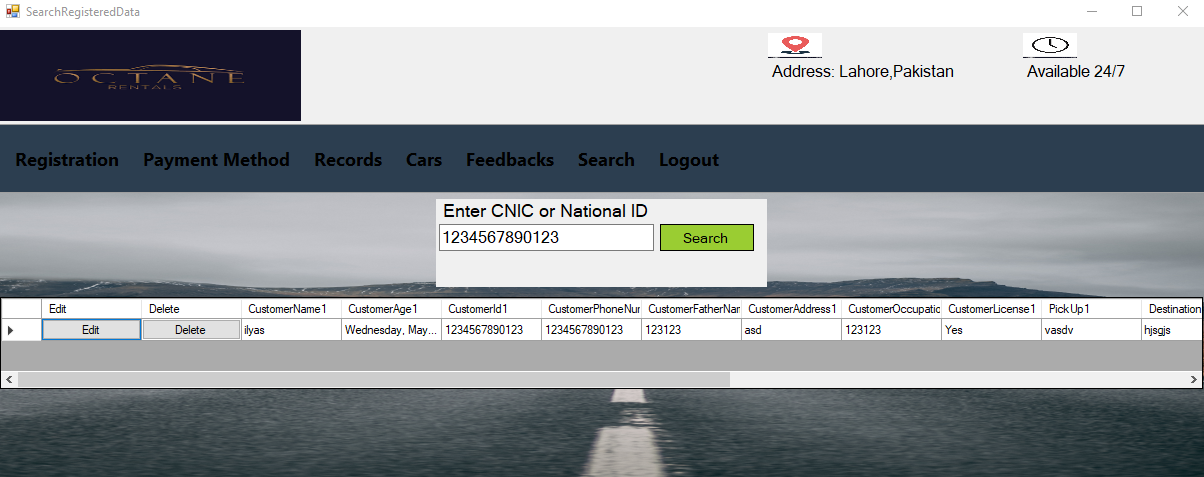 SearchRegisteredData
OCTANE
RENTALS
Address: Lahore,Pakistan
Available 24/7
Registration Payment Method Records Cars Feedbacks Search Logout
Enter CNIC or National ID
1234567890123 Search
Edit Delete CustomerName1 CustomerAge1 CustomerId1 CustomerPhoneNur CustomerFatherNar CustomerAddress1 CustomerOccupatic CustomerLicense1 PickUp1 Destination
Edit Delete ilyas Wednesday, May... 1234567890123 1234567890123 123123 asd 123123 Yes vasdv hjsgjs